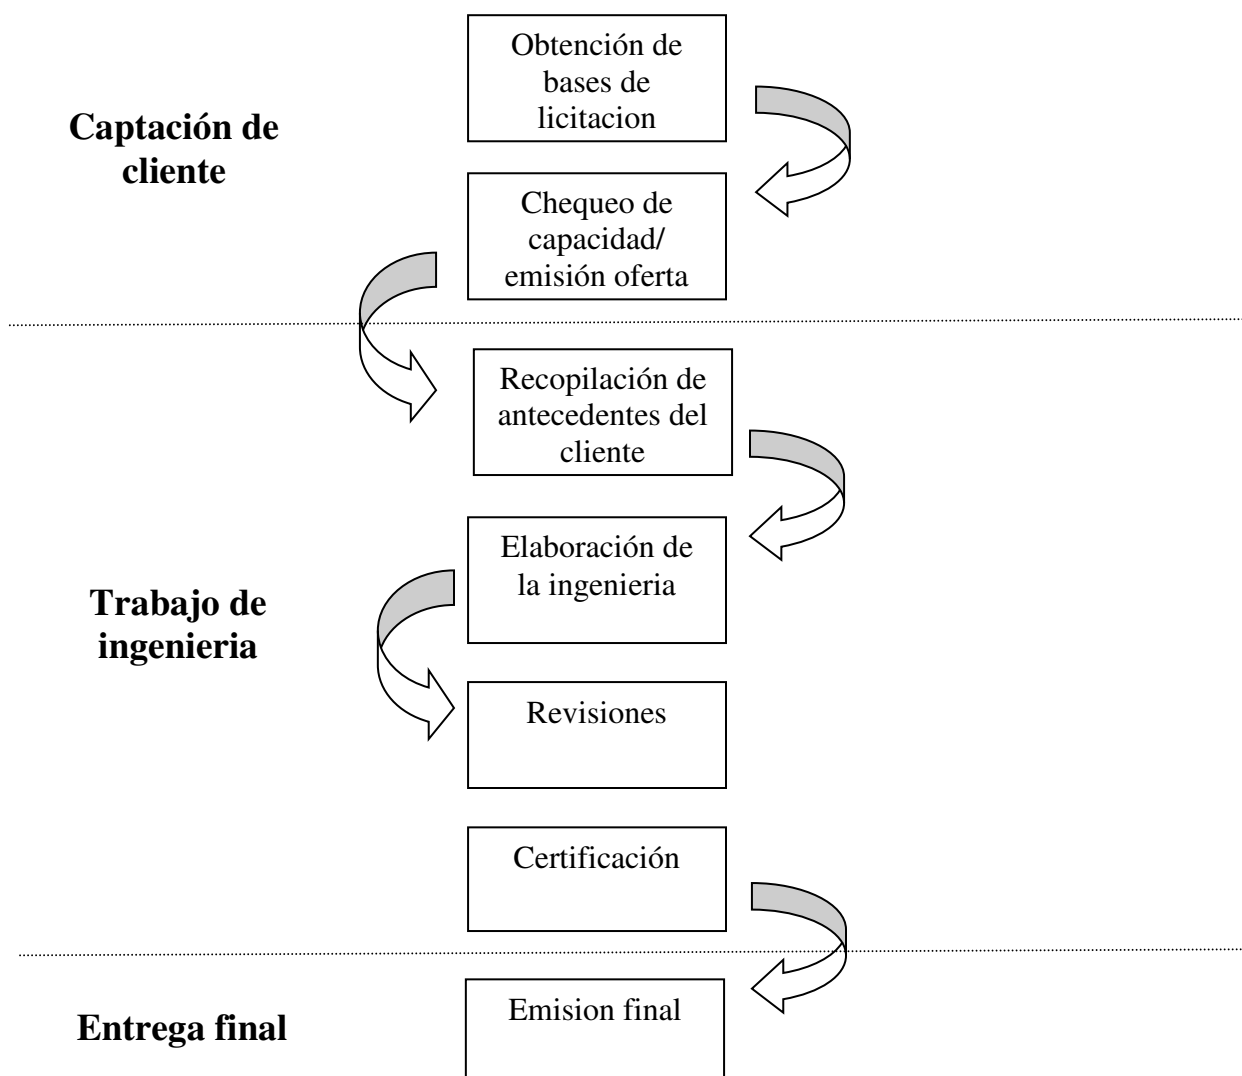 Obtención de
bases de
licitacion
Captación de
cliente
Chequeo de
capacidad/
emisión oferta
Recopilación de
antecedentes del
cliente
Elaboración de
la ingenieria
Trabajo de
ingenieria
Revisiones
Certificación
Emision final
Entrega final